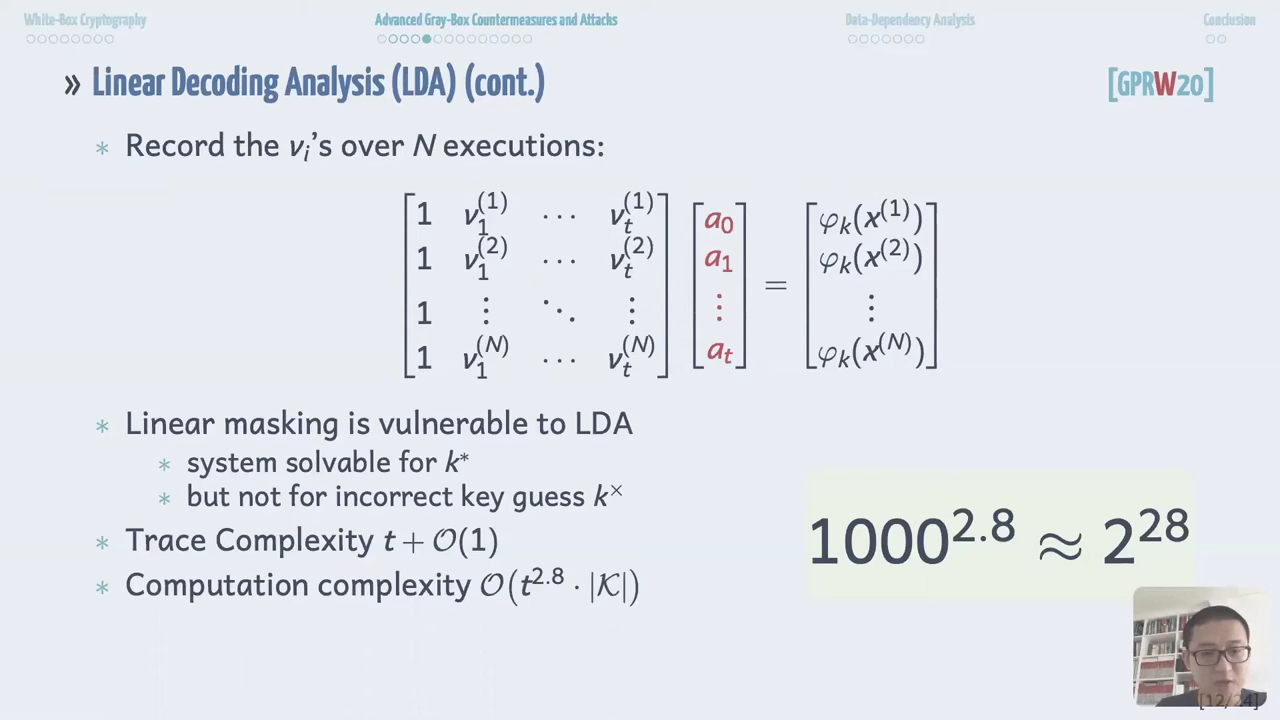 White-Box Cryptography
Advanced Gray-Box Countermeasures and Attacks
Data-Dependency Analysis
Conclusion
» Linear Decoding Analysis (LDA) (cont.)
[GPRW20]
* Record the vᵢ's over N executions:
[1 v₁⁽¹⁾ ⋯ vₜ⁽¹⁾] [a₀] [φₖ(x⁽¹⁾)]
[1 v₁⁽²⁾ ⋯ vₜ⁽²⁾] [a₁] = [φₖ(x⁽²⁾)]
[1 ⋮ ⋱ ⋮] [⋮] [⋮]
[1 v₁⁽ᴺ⁾ ⋯ vₜ⁽ᴺ⁾] [aₜ] [φₖ(x⁽ᴺ⁾)]
* Linear masking is vulnerable to LDA
* system solvable for k*
* but not for incorrect key guess k×
* Trace Complexity t + 𝒪(1)
* Computation complexity 𝒪(t²·⁸ · |𝒦|)
1000²·⁸ ≈ 2²⁸
[12/24]